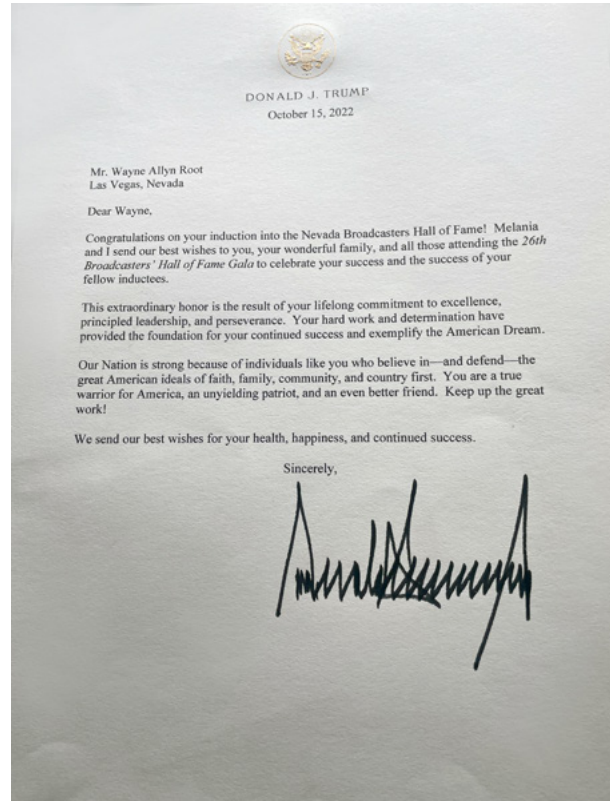 DONALD J. TRUMP
October 15, 2022
Mr. Wayne Allyn Root
Las Vegas, Nevada
Dear Wayne,
Congratulations on your induction into the Nevada Broadcasters Hall of Fame! Melania
and I send our best wishes to you, your wonderful family, and all those attending the 26th
Broadcasters' Hall of Fame Gala to celebrate your success and the success of your
fellow inductees.
This extraordinary honor is the result of your lifelong commitment to excellence,
principled leadership, and perseverance. Your hard work and determination have
provided the foundation for your continued success and exemplify the American Dream.
Our Nation is strong because of individuals like you who believe in—and defend—the
great American ideals of faith, family, community, and country first. You are a true
warrior for America, an unyielding patriot, and an even better friend. Keep up the great
work!
We send our best wishes for your health, happiness, and continued success.
Sincerely,